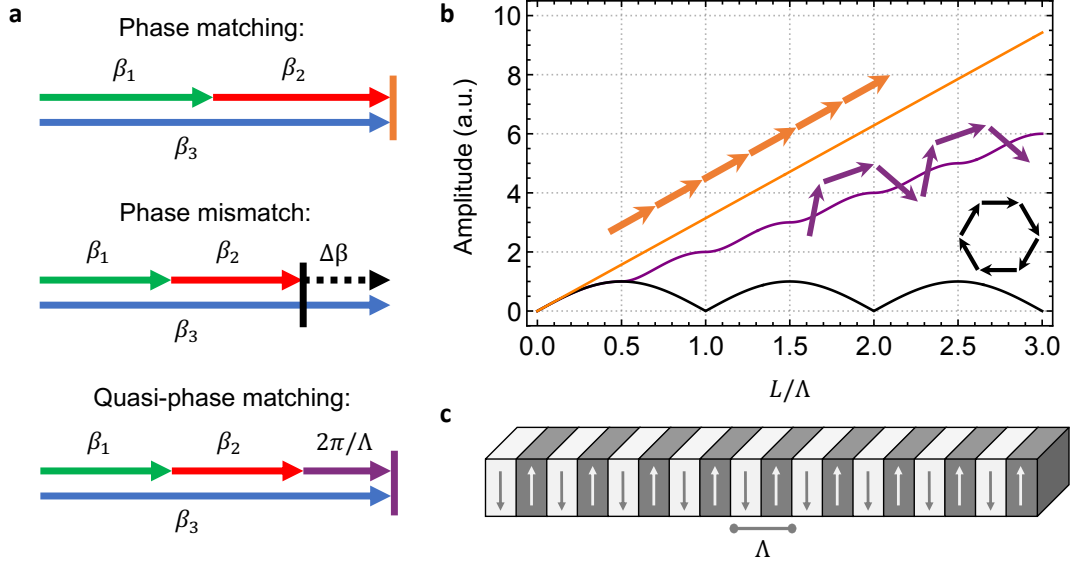 a
Phase matching:
β₁ β₂
β₃
Phase mismatch:
β₁ β₂ Δβ
β₃
Quasi-phase matching:
β₁ β₂ 2π/Λ
β₃
b
Amplitude (a.u.)
10
8
6
4
2
0
0.0 0.5 1.0 1.5 2.0 2.5 3.0
L/Λ
c
Λ